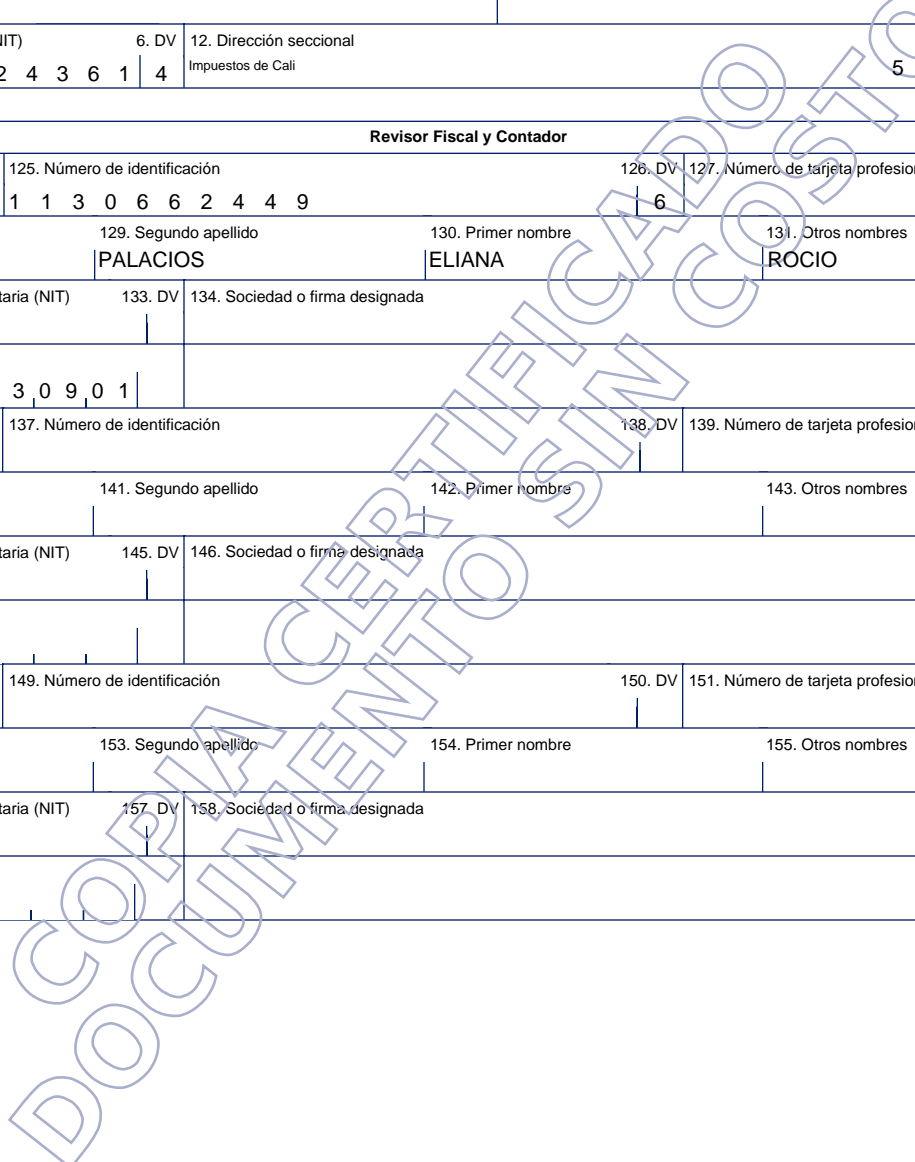 NIT) 6. DV 12. Dirección seccional
2 4 3 6 1 4 Impuestos de Cali 5
Revisor Fiscal y Contador
125. Número de identificación 126. DV 127. Número de tarjeta profesion
1 1 3 0 6 6 2 4 4 9 6
129. Segundo apellido 130. Primer nombre 131. Otros nombres
PALACIOS ELIANA ROCIO
taria (NIT) 133. DV 134. Sociedad o firma designada
3 0 9 0 1
137. Número de identificación 138. DV 139. Número de tarjeta profesion
141. Segundo apellido 142. Primer nombre 143. Otros nombres
taria (NIT) 145. DV 146. Sociedad o firma designada
149. Número de identificación 150. DV 151. Número de tarjeta profesion
153. Segundo apellido 154. Primer nombre 155. Otros nombres
taria (NIT) 157. DV 158. Sociedad o firma designada
COPIA CERTIFICADO
DOCUMENTO SIN COSTO